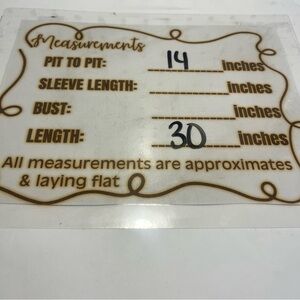 Measurements
PIT TO PIT: 14 inches
SLEEVE LENGTH: inches
BUST: inches
LENGTH: 30 inches
All measurements are approximates
& laying flat